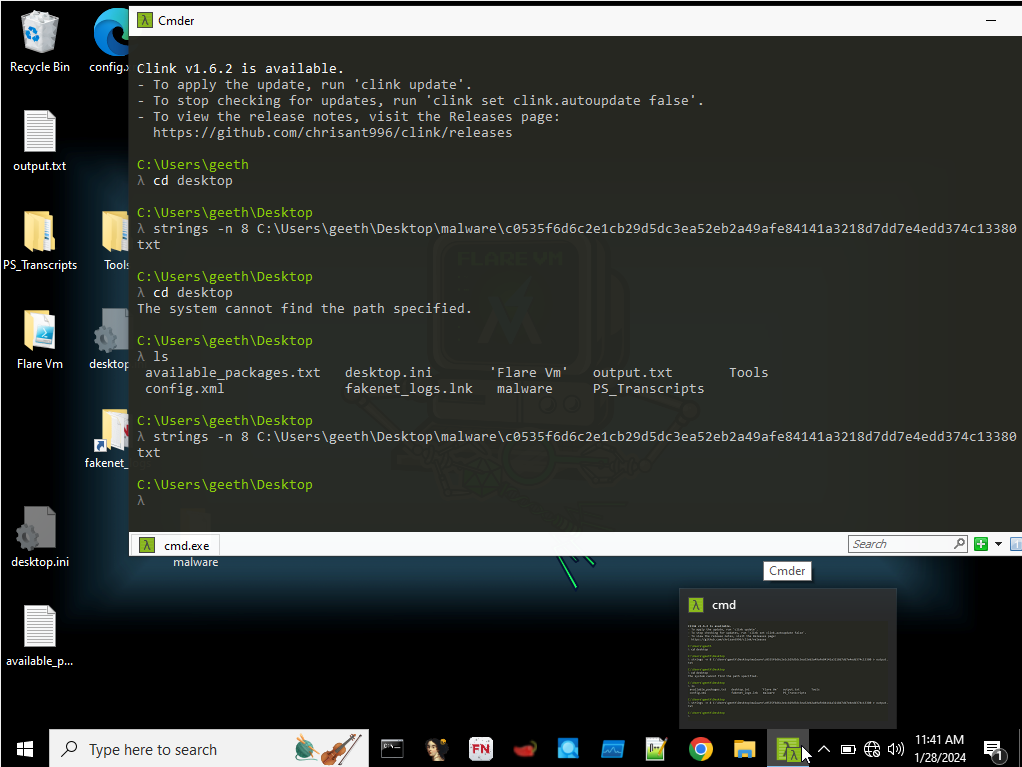 Cmder
Recycle Bin
config.x
output.txt
PS_Transcripts
Tools
Flare Vm
desktop
fakenet_
desktop.ini
malware
available_p...
Clink v1.6.2 is available.
- To apply the update, run 'clink update'.
- To stop checking for updates, run 'clink set clink.autoupdate false'.
- To view the release notes, visit the Releases page:
https://github.com/chrisant996/clink/releases
C:\Users\geeth
λ cd desktop
C:\Users\geeth\Desktop
λ strings -n 8 C:\Users\geeth\Desktop\malware\c0535f6d6c2e1cb29d5dc3ea52eb2a49afe84141a3218d7dd7e4edd374c13380
txt
C:\Users\geeth\Desktop
λ cd desktop
The system cannot find the path specified.
C:\Users\geeth\Desktop
λ ls
available_packages.txt desktop.ini 'Flare Vm' output.txt Tools
config.xml fakenet_logs.lnk malware PS_Transcripts
C:\Users\geeth\Desktop
λ strings -n 8 C:\Users\geeth\Desktop\malware\c0535f6d6c2e1cb29d5dc3ea52eb2a49afe84141a3218d7dd7e4edd374c13380
txt
C:\Users\geeth\Desktop
λ
FLARE VM
λ cmd.exe
Search
Cmder
λ cmd
Type here to search
FN
11:41 AM
1/28/2024
1